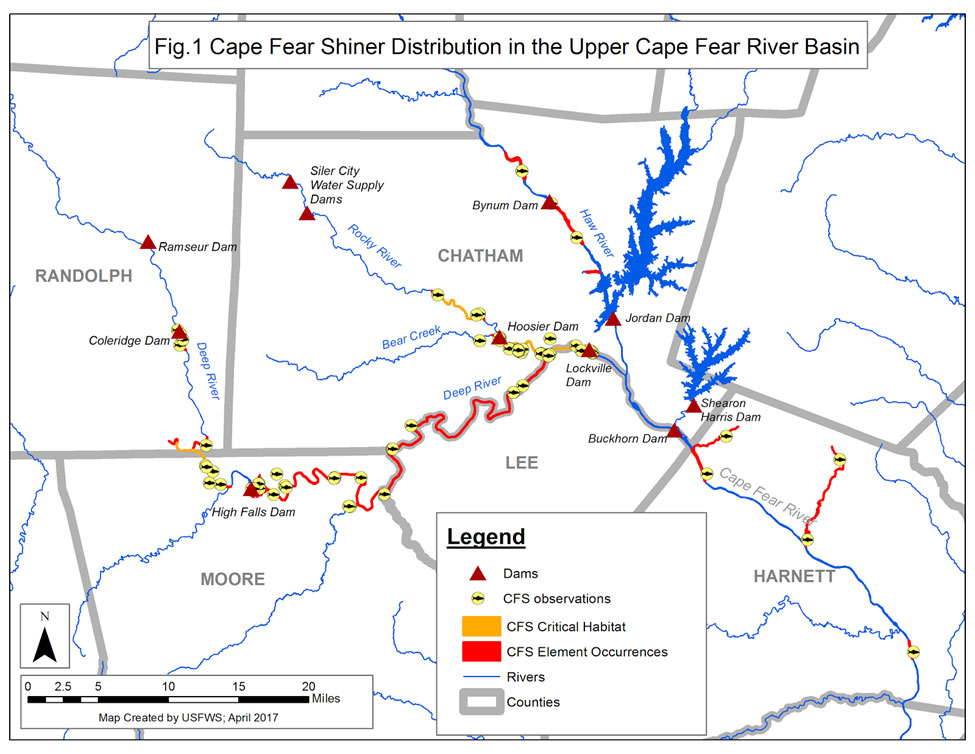 Fig.1 Cape Fear Shiner Distribution in the Upper Cape Fear River Basin
Siler City
Water Supply
Dams
Bynum Dam
Haw River
Rocky River
Ramseur Dam
CHATHAM
RANDOLPH
Jordan Dam
Hoosier Dam
Bear Creek
Coleridge Dam
Deep River
Lockville
Dam
Deep River
Shearon
Harris Dam
Buckhorn Dam
LEE
Cape Fear River
High Falls Dam
MOORE
HARNETT
Legend
Dams
CFS observations
CFS Critical Habitat
CFS Element Occurrences
Rivers
Counties
N
0 2.5 5 10 15 20
Miles
Map Created by USFWS; April 2017